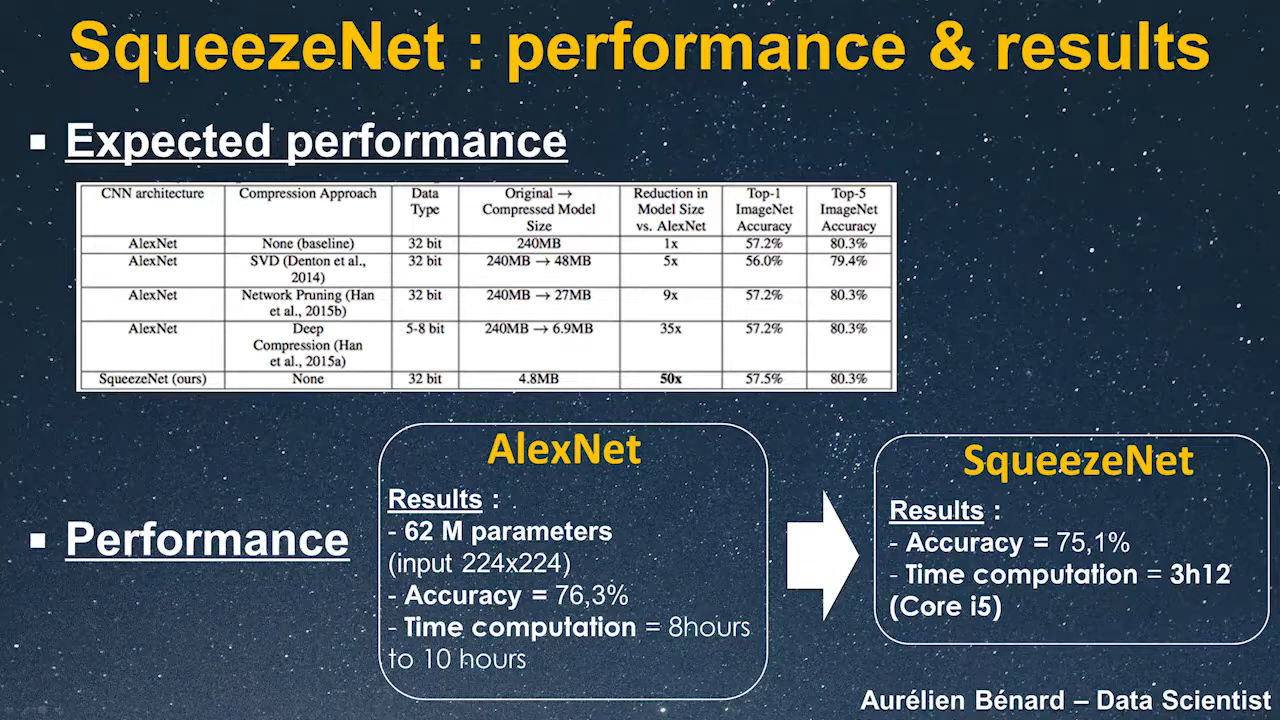 SqueezeNet : performance & results
▪ Expected performance
CNN architecture Compression Approach Data Type Original → Compressed Model Size Reduction in Model Size vs. AlexNet Top-1 ImageNet Accuracy Top-5 ImageNet Accuracy
AlexNet None (baseline) 32 bit 240MB 1x 57.2% 80.3%
AlexNet SVD (Denton et al., 2014) 32 bit 240MB → 48MB 5x 56.0% 79.4%
AlexNet Network Pruning (Han et al., 2015b) 32 bit 240MB → 27MB 9x 57.2% 80.3%
AlexNet Deep Compression (Han et al., 2015a) 5-8 bit 240MB → 6.9MB 35x 57.2% 80.3%
SqueezeNet (ours) None 32 bit 4.8MB 50x 57.5% 80.3%
▪ Performance
AlexNet
Results :
- 62 M parameters
(input 224x224)
- Accuracy = 76,3%
- Time computation = 8hours
to 10 hours
SqueezeNet
Results :
- Accuracy = 75,1%
- Time computation = 3h12
(Core i5)
Aurélien Bénard – Data Scientist